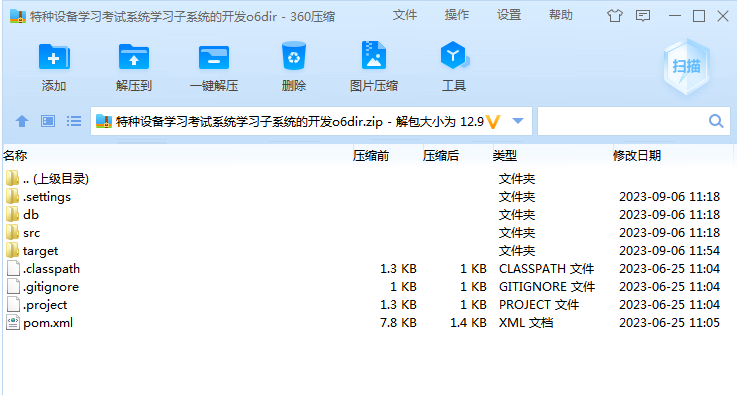 特种设备学习考试系统学习子系统的开发o6dir - 360压缩 文件 操作 设置 帮助
添加 解压到 一键解压 删除 图片压缩 工具 扫描
特种设备学习考试系统学习子系统的开发o6dir.zip - 解包大小为 12.9
名称 压缩前 压缩后 类型 修改日期
.. (上级目录) 文件夹
.settings 文件夹 2023-09-06 11:18
db 文件夹 2023-09-06 11:18
src 文件夹 2023-09-06 11:18
target 文件夹 2023-09-06 11:54
.classpath 1.3 KB 1 KB CLASSPATH 文件 2023-06-25 11:04
.gitignore 1 KB 1 KB GITIGNORE 文件 2023-06-25 11:04
.project 1.3 KB 1 KB PROJECT 文件 2023-06-25 11:04
pom.xml 7.8 KB 1.4 KB XML 文档 2023-06-25 11:05